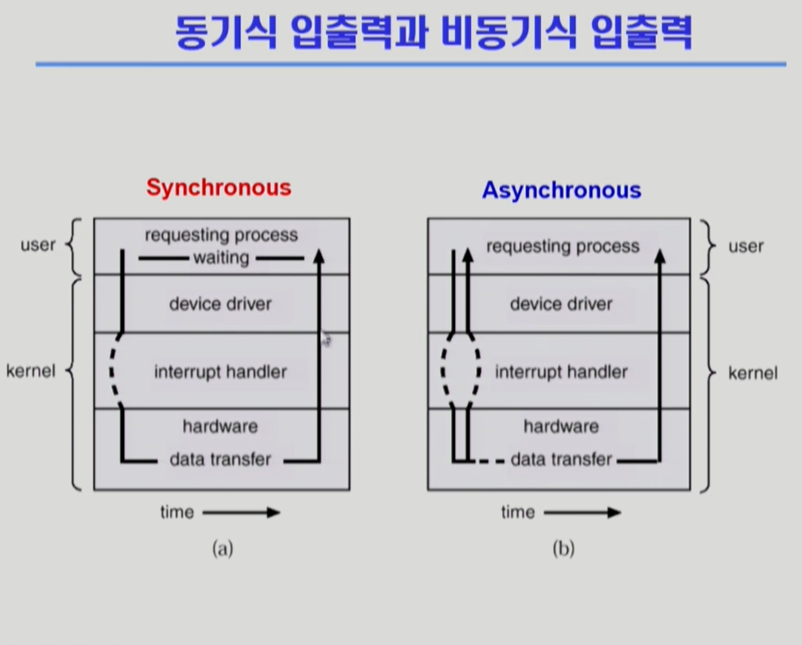 동기식 입출력과 비동기식 입출력
Synchronous
user
requesting process
waiting
device driver
kernel
interrupt handler
hardware
data transfer
time
(a)
Asynchronous
requesting process
user
device driver
interrupt handler
kernel
hardware
data transfer
time
(b)